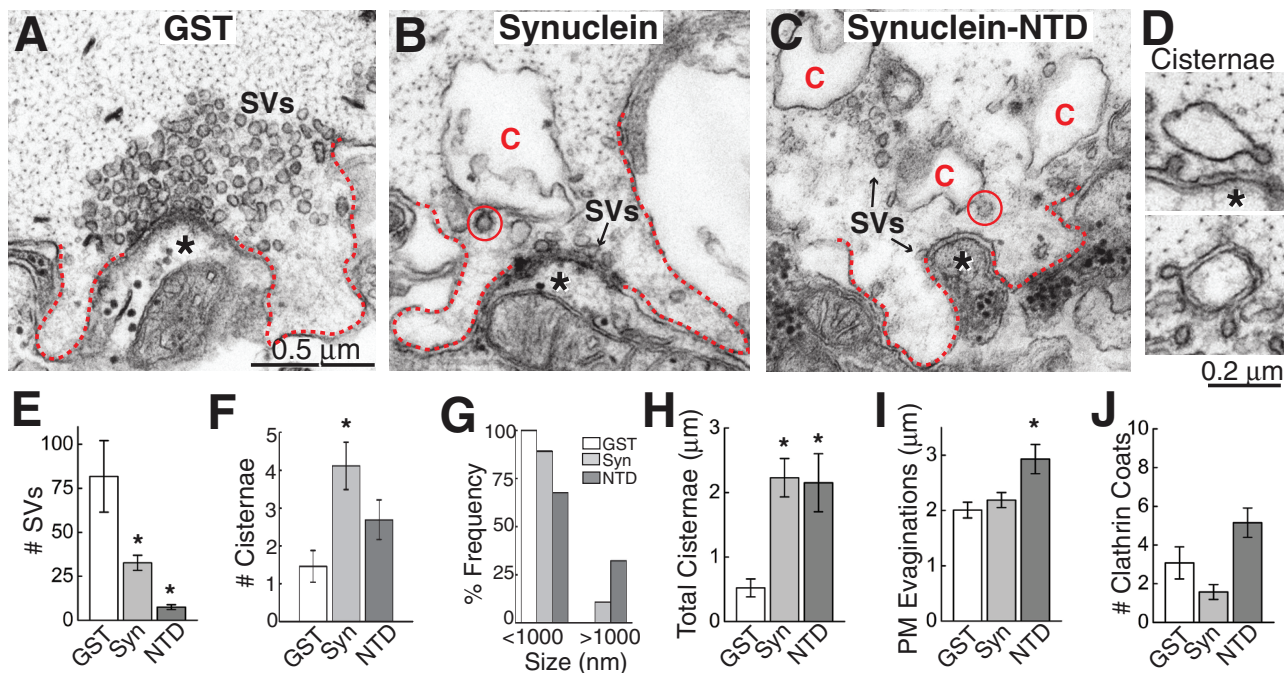 A GST
SVs
*
0.5 μm
B Synuclein
C
SVs
*
C Synuclein-NTD
C
C
C
SVs
*
D
Cisternae
*
0.2 μm
E
# SVs
100
75
50
25
0
*
*
GST
Syn
NTD
F
# Cisternae
5
4
3
2
1
0
*
GST
Syn
NTD
G
% Frequency
100
75
50
25
0
GST
Syn
NTD
<1000 >1000
Size (nm)
H
Total Cisternae (μm)
3
2
1
0
* *
GST
Syn
NTD
I
PM Evaginations (μm)
3
2
1
0
*
GST
Syn
NTD
J
# Clathrin Coats
10
8
6
4
2
0
GST
Syn
NTD